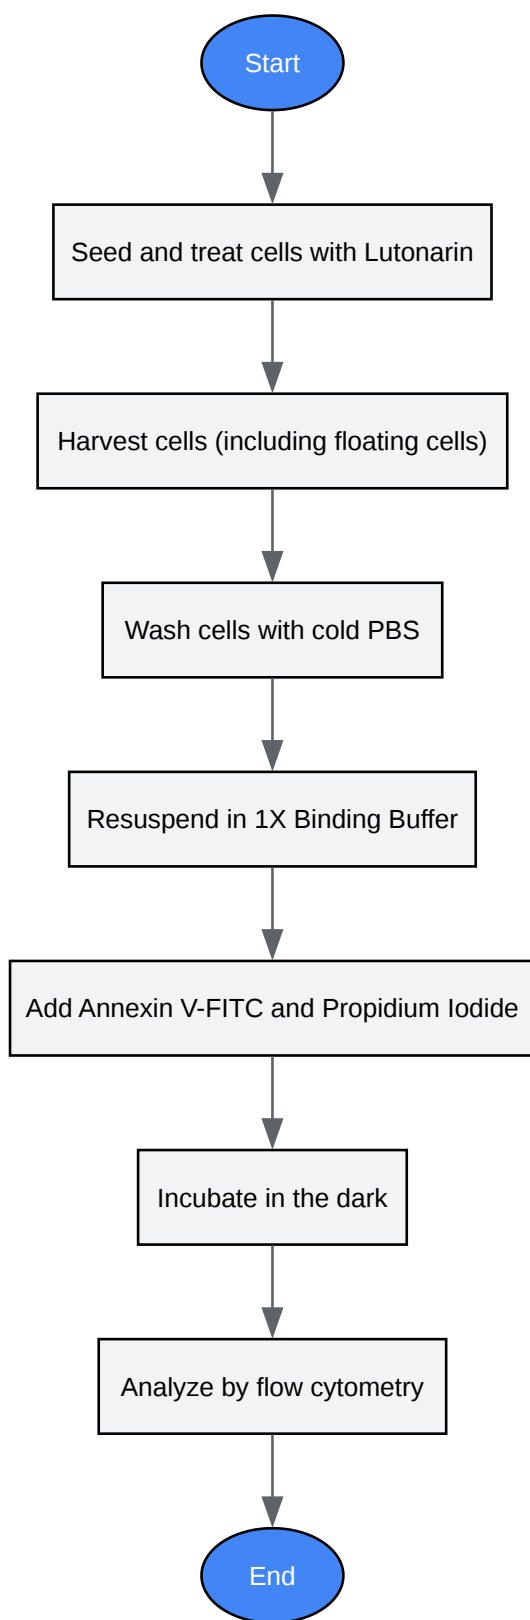 Start
Seed and treat cells with Lutonarin
Harvest cells (including floating cells)
Wash cells with cold PBS
Resuspend in 1X Binding Buffer
Add Annexin V-FITC and Propidium Iodide
Incubate in the dark
Analyze by flow cytometry
End